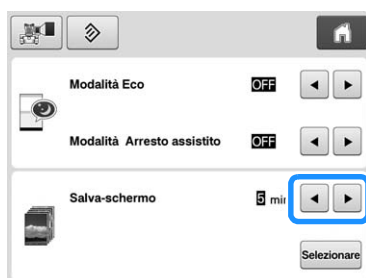 Modalità Eco OFF
Modalità Arresto assistito OFF
Salva-schermo 5 min
Selezionare